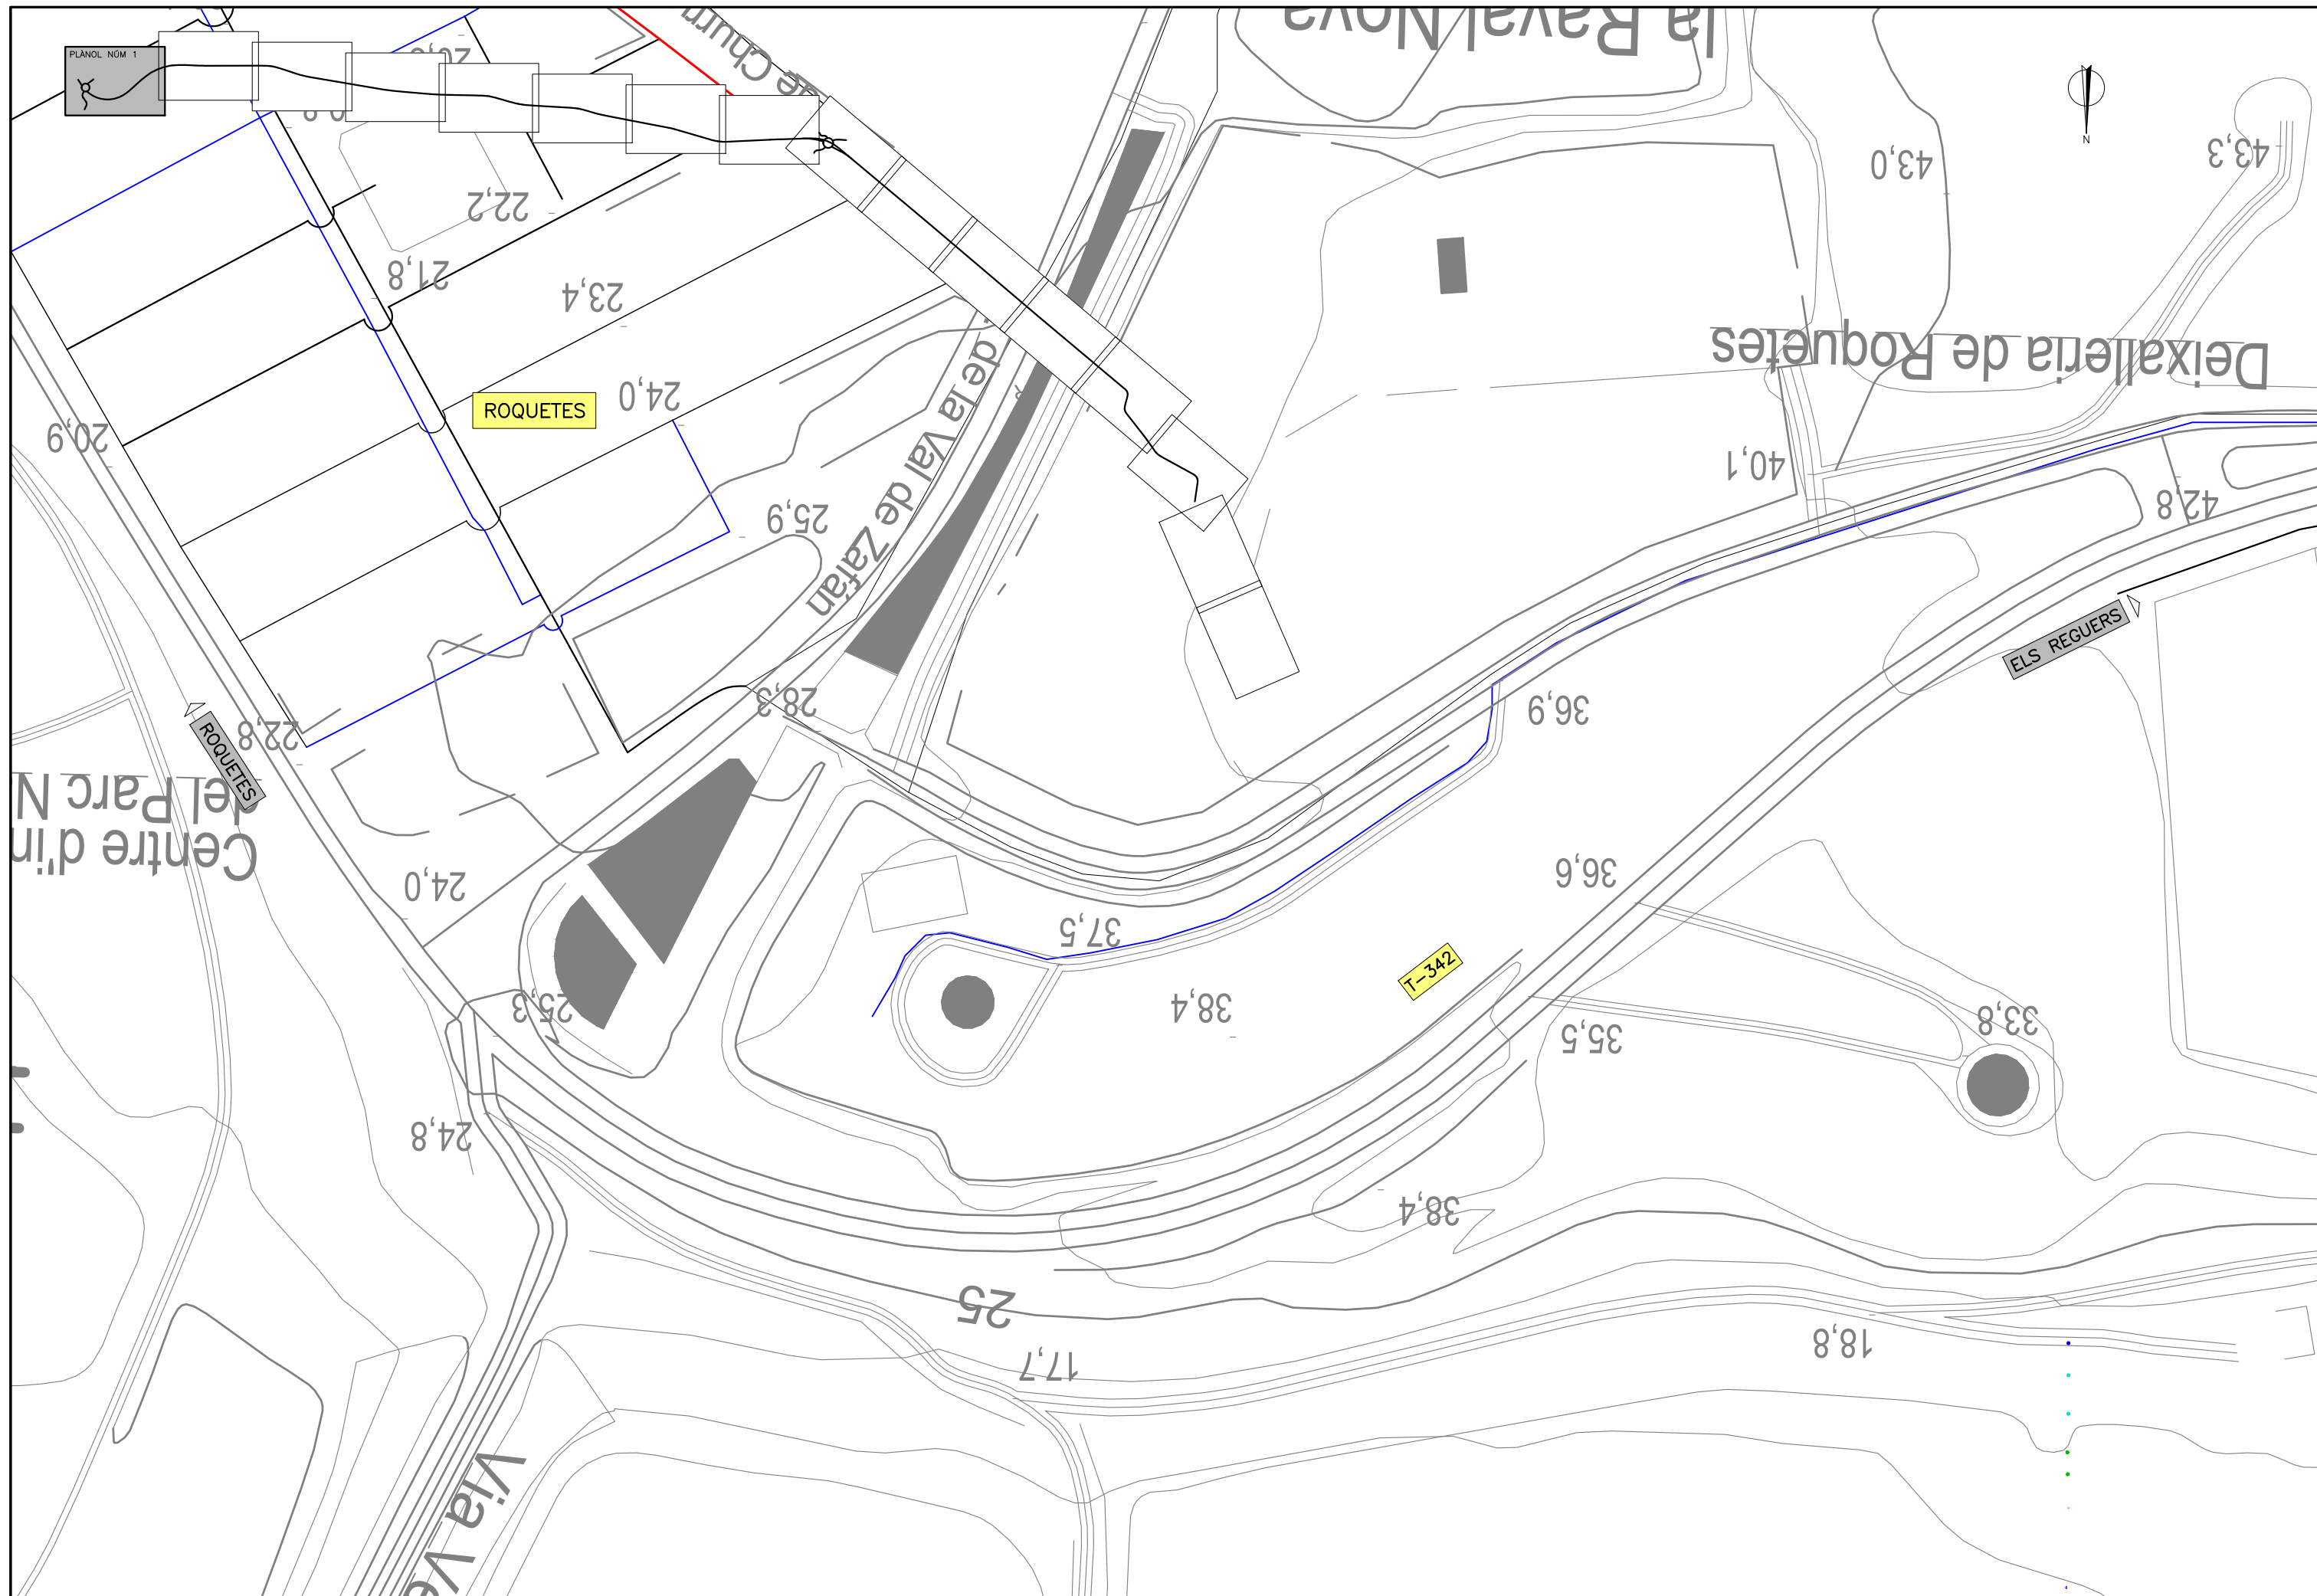 la Raval Nova
PLÀNOL NÚM 1
20,8
N
43,0
43,3
22,2
21,8
23,4
Deixalleria de Roquetes
de la Val de Zafán
24,0
ROQUETES
20,9
40,1
42,8
25,9
ELS REGUERS
28,3
36,9
22,8
ROQUETES
del Parc N
Centre d'in
24,0
36,6
37,5
T-342
38,4
25,3
35,5
33,8
24,8
38,4
25
17,7
18,8
Via Ve